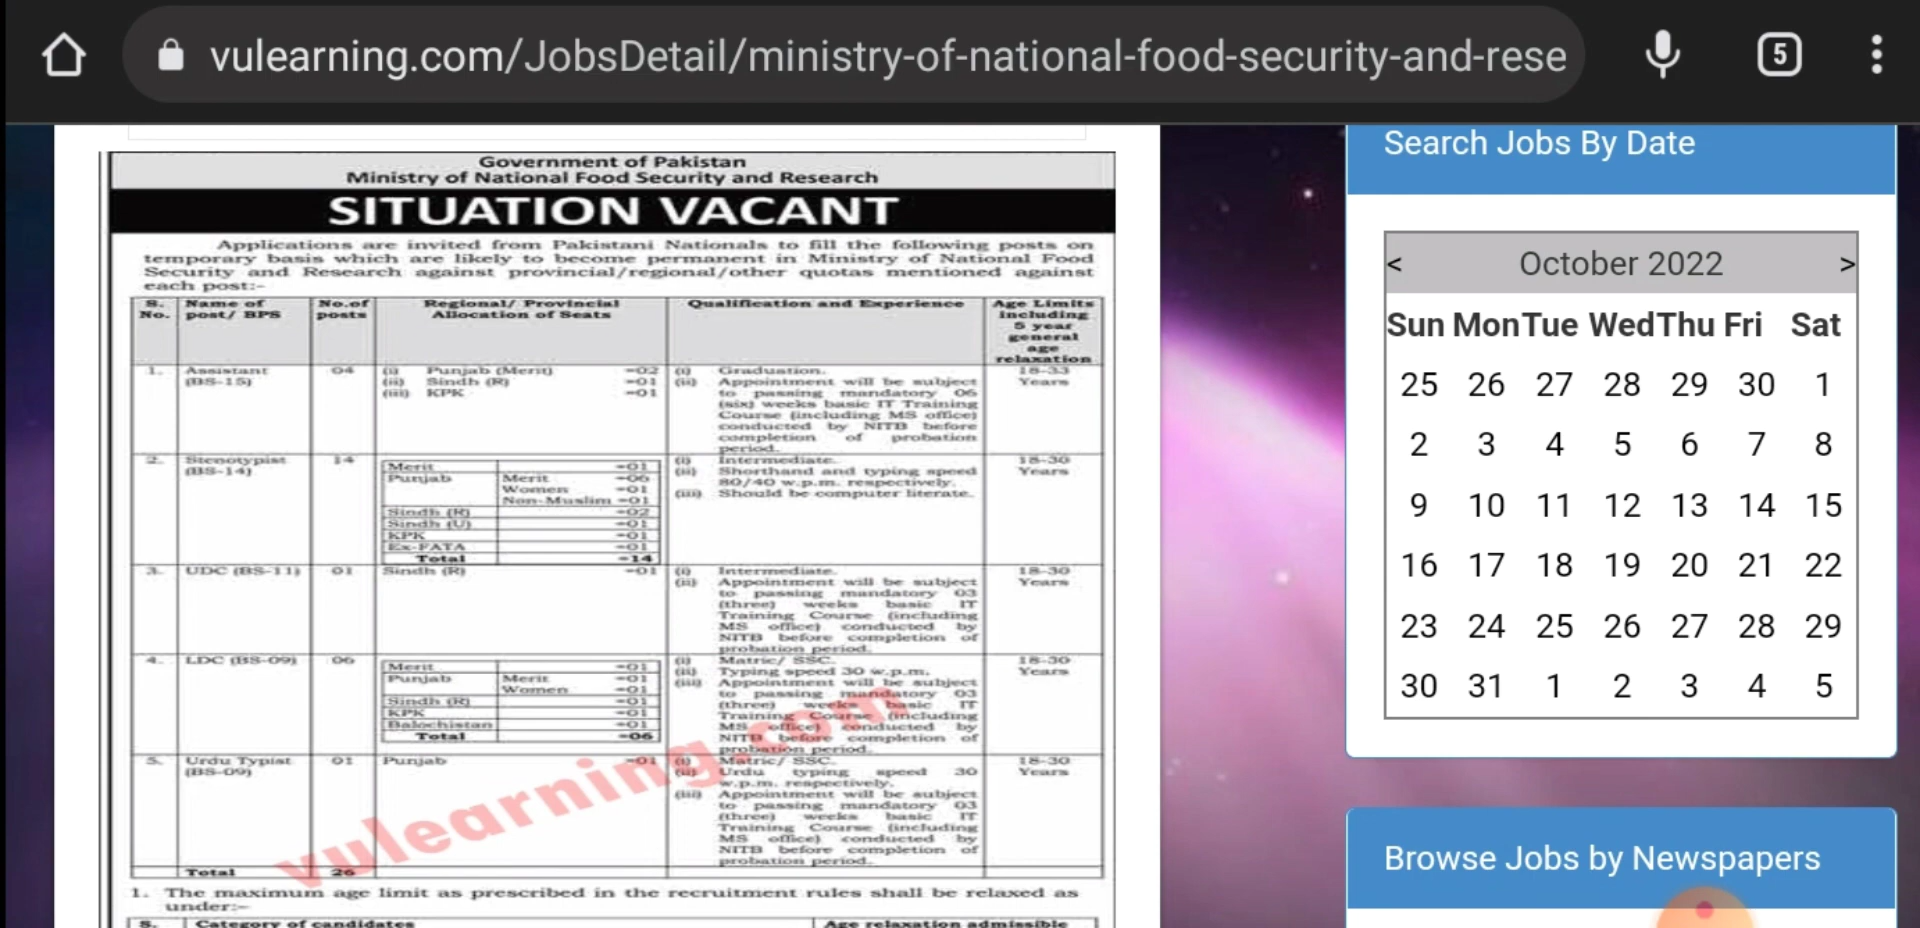 vulearning.com/JobsDetail/ministry-of-national-food-security-and-rese
5
Government of Pakistan
Ministry of National Food Security and Research
SITUATION VACANT
Applications are invited from Pakistani Nationals to fill the following posts on
temporary basis which are likely to become permanent in Ministry of National Food
Security and Research against provincial/regional/other quotas mentioned against
each post:-
S. No. Name of post/ BPS No.of posts Regional/ Provincial Allocation of Seats Qualification and Experience Age Limits including 5 year general age relaxation
1. Assistant (BS-15) 04
(i) Punjab (Merit) =02
(ii) Sindh (R) =01
(iii) KPK =01
(i) Graduation.
(ii) Appointment will be subject
to passing mandatory 06
(six) weeks basic IT Training
Course (including MS office)
conducted by NITB before
completion of probation
period.
18-33 Years
2. Stenotypist (BS-14) 14
Merit =01
Punjab Merit =06
Women =01
Non-Muslim =01
Sindh (R) =02
Sindh (U) =01
KPK =01
Ex-FATA =01
Total =14
(i) Intermediate.
(ii) Shorthand and typing speed
80/40 w.p.m. respectively.
(iii) Should be computer literate.
18-30 Years
3. UDC (BS-11) 01
Sindh (R) =01
(i) Intermediate.
(ii) Appointment will be subject
to passing mandatory 03
(three) weeks basic IT
Training Course (including
MS office) conducted by
NITB before completion of
probation period.
18-30 Years
4. LDC (BS-09) 06
Merit =01
Punjab Merit =01
Women =01
Sindh (R) =01
KPK =01
Balochistan =01
Total =06
(i) Matric/ SSC.
(ii) Typing speed 30 w.p.m.
(iii) Appointment will be subject
to passing mandatory 03
(three) weeks basic IT
Training Course (including
MS office) conducted by
NITB before completion of
probation period.
18-30 Years
5. Urdu Typist (BS-09) 01
Punjab =01
(i) Matric/ SSC.
(ii) Urdu typing speed 30
w.p.m. respectively.
(iii) Appointment will be subject
to passing mandatory 03
(three) weeks basic IT
Training Course (including
MS office) conducted by
NITB before completion of
probation period.
18-30 Years
Total 26
vulearning.com
1. The maximum age limit as prescribed in the recruitment rules shall be relaxed as
under:-
S. Category of candidates Age relaxation admissible
Search Jobs By Date
< October 2022 >
Sun Mon Tue Wed Thu Fri Sat
25 26 27 28 29 30 1
2 3 4 5 6 7 8
9 10 11 12 13 14 15
16 17 18 19 20 21 22
23 24 25 26 27 28 29
30 31 1 2 3 4 5
Browse Jobs by Newspapers